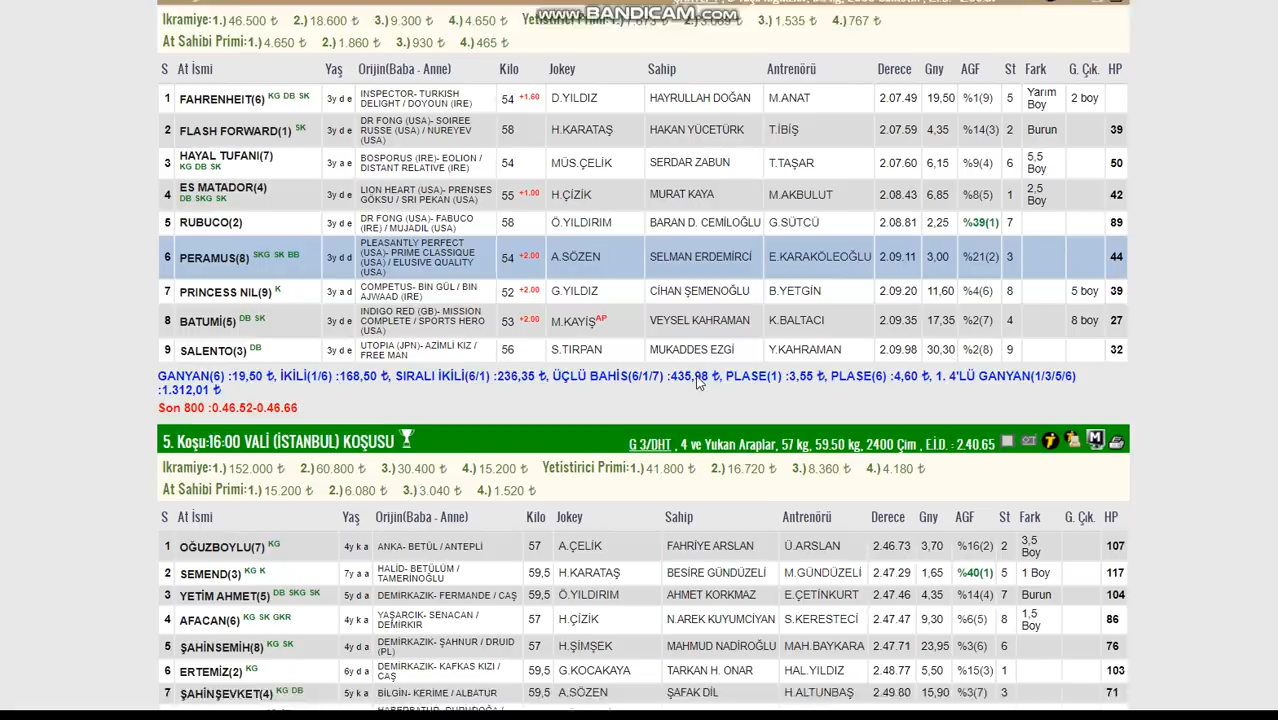 www.BANDICAM.com
İkramiye:1.) 46.500 ₺ 2.) 18.600 ₺ 3.) 9.300 ₺ 4.) 4.650 ₺ Yetistirici Primi: 3.) 1.535 ₺ 4.) 767 ₺
At Sahibi Primi:1.) 4.650 ₺ 2.) 1.860 ₺ 3.) 930 ₺ 4.) 465 ₺
S At İsmi Yaş Orijin(Baba - Anne) Kilo Jokey Sahip Antrenörü Derece Gny AGF St Fark G. Çık. HP
1 FAHRENHEIT(6) KG DB SK 3y d e INSPECTOR- TURKISH DELIGHT / DOYOUN (IRE) 54 +1.60 D.YILDIZ HAYRULLAH DOĞAN M.ANAT 2.07.49 19,50 %1(9) 5 Yarım Boy 2 boy
2 FLASH FORWARD(1) SK 3y d e DR FONG (USA)- SOIREE RUSSE (USA) / NUREYEV (USA) 58 H.KARATAŞ HAKAN YÜCETÜRK T.İBİŞ 2.07.59 4,35 %14(3) 2 Burun 39
3 HAYAL TUFANI(7) KG DB SK 3y a e BOSPORUS (IRE)- EOLION / DISTANT RELATIVE (IRE) 54 MÜS.ÇELİK SERDAR ZABUN T.TAŞAR 2.07.60 6,15 %9(4) 6 5,5 Boy 50
4 ES MATADOR(4) DB SKG SK 3y d e LION HEART (USA)- PRENSES GÖKSU / SRI PEKAN (USA) 55 +1.00 H.ÇİZİK MURAT KAYA M.AKBULUT 2.08.43 6,85 %8(5) 1 2,5 Boy 42
5 RUBUCO(2) 3y d e DR FONG (USA)- FABUCO (IRE) / MUJADIL (USA) 58 Ö.YILDIRIM BARAN D. CEMİLOĞLU G.SÜTCÜ 2.08.81 2,25 %39(1) 7 89
6 PERAMUS(8) SKG SK BB 3y d d PLEASANTLY PERFECT (USA)- PRIME CLASSIQUE (USA) / ELUSIVE QUALITY (USA) 54 +2.00 A.SÖZEN SELMAN ERDEMİRCİ E.KARAKÖLEOĞLU 2.09.11 3,00 %21(2) 3 44
7 PRINCESS NIL(9) K 3y a d COMPETUS- BIN GÜL / BIN AJWAAD (IRE) 52 +2.00 G.YILDIZ CİHAN ŞEMENOĞLU B.YETGİN 2.09.20 11,60 %4(6) 8 5 boy 39
8 BATUMİ(5) DB SK 3y d e INDIGO RED (GB)- MISSION COMPLETE / SPORTS HERO (USA) 53 +2.00 M.KAYİŞ AP VEYSEL KAHRAMAN K.BALTACI 2.09.35 17,35 %2(7) 4 8 boy 27
9 SALENTO(3) DB 3y d e UTOPIA (JPN)- AZİMLİ KIZ / FREE MAN 56 S.TIRPAN MUKADDES EZGİ Y.KAHRAMAN 2.09.98 30,30 %2(8) 9 32
GANYAN(6) :19,50 ₺, İKİLİ(1/6) :168,50 ₺, SIRALI İKİLİ(6/1) :236,35 ₺, ÜÇLÜ BAHİS(6/1/7) :435,98 ₺, PLASE(1) :3,55 ₺, PLASE(6) :4,60 ₺, 1. 4'LÜ GANYAN(1/3/5/6)
:1.312,01 ₺
Son 800 :0.46.52-0.46.66
5. Koşu:16:00 VALİ (İSTANBUL) KOŞUSU G 3/DHT , 4 ve Yukarı Araplar, 57 kg, 59.50 kg, 2400 Çim , E.İ.D. : 2.40.65
İkramiye:1.) 152.000 ₺ 2.) 60.800 ₺ 3.) 30.400 ₺ 4.) 15.200 ₺ Yetistirici Primi:1.) 41.800 ₺ 2.) 16.720 ₺ 3.) 8.360 ₺ 4.) 4.180 ₺
At Sahibi Primi:1.) 15.200 ₺ 2.) 6.080 ₺ 3.) 3.040 ₺ 4.) 1.520 ₺
S At İsmi Yaş Orijin(Baba - Anne) Kilo Jokey Sahip Antrenörü Derece Gny AGF St Fark G. Çık. HP
1 OĞUZBOYLU(7) KG 4y k a ANKA- BETÜL / ANTEPLİ 57 A.ÇELİK FAHRİYE ARSLAN Ü.ARSLAN 2.46.73 3,70 %16(2) 2 3,5 Boy 107
2 SEMEND(3) KG K 7y a a HALİD- BETÜLÜM / TAMERİNOĞLU 59,5 H.KARATAŞ BESİRE GÜNDÜZELİ M.GÜNDÜZELİ 2.47.29 1,65 %40(1) 5 1 Boy 117
3 YETİM AHMET(5) DB SKG SK 5y d a DEMİRKAZIK- FERMANDE / CAŞ 59,5 Ö.YILDIRIM AHMET KORKMAZ E.ÇETİNKURT 2.47.46 4,35 %14(4) 7 Burun 104
4 AFACAN(6) KG SK GKR 4y k a YAŞARCIK- SENACAN / DEMİRKIR 57 H.ÇİZİK N.AREK KUYUMCİYAN S.KERESTECİ 2.47.47 9,30 %6(5) 8 1,5 Boy 86
5 ŞAHİNSEMİH(8) KG SK 4y d a DEMİRKAZIK- ŞAHNUR / DRUID (PL) 57 H.ŞİMŞEK MAHMUD NADİROĞLU MAH.BAYKARA 2.47.71 23,95 %3(6) 6 76
6 ERTEMİZ(2) KG 6y d a DEMİRKAZIK- KAFKAS KIZI / CAŞ 59,5 G.KOCAKAYA TARKAN H. ONAR HAL.YILDIZ 2.48.77 5,50 %15(3) 1 103
7 ŞAHİNŞEVKET(4) KG DB 5y k a BİLGİN- KERİME / ALBATUR 59,5 A.SÖZEN ŞAFAK DİL H.ALTUNBAŞ 2.49.80 15,90 %3(7) 3 71